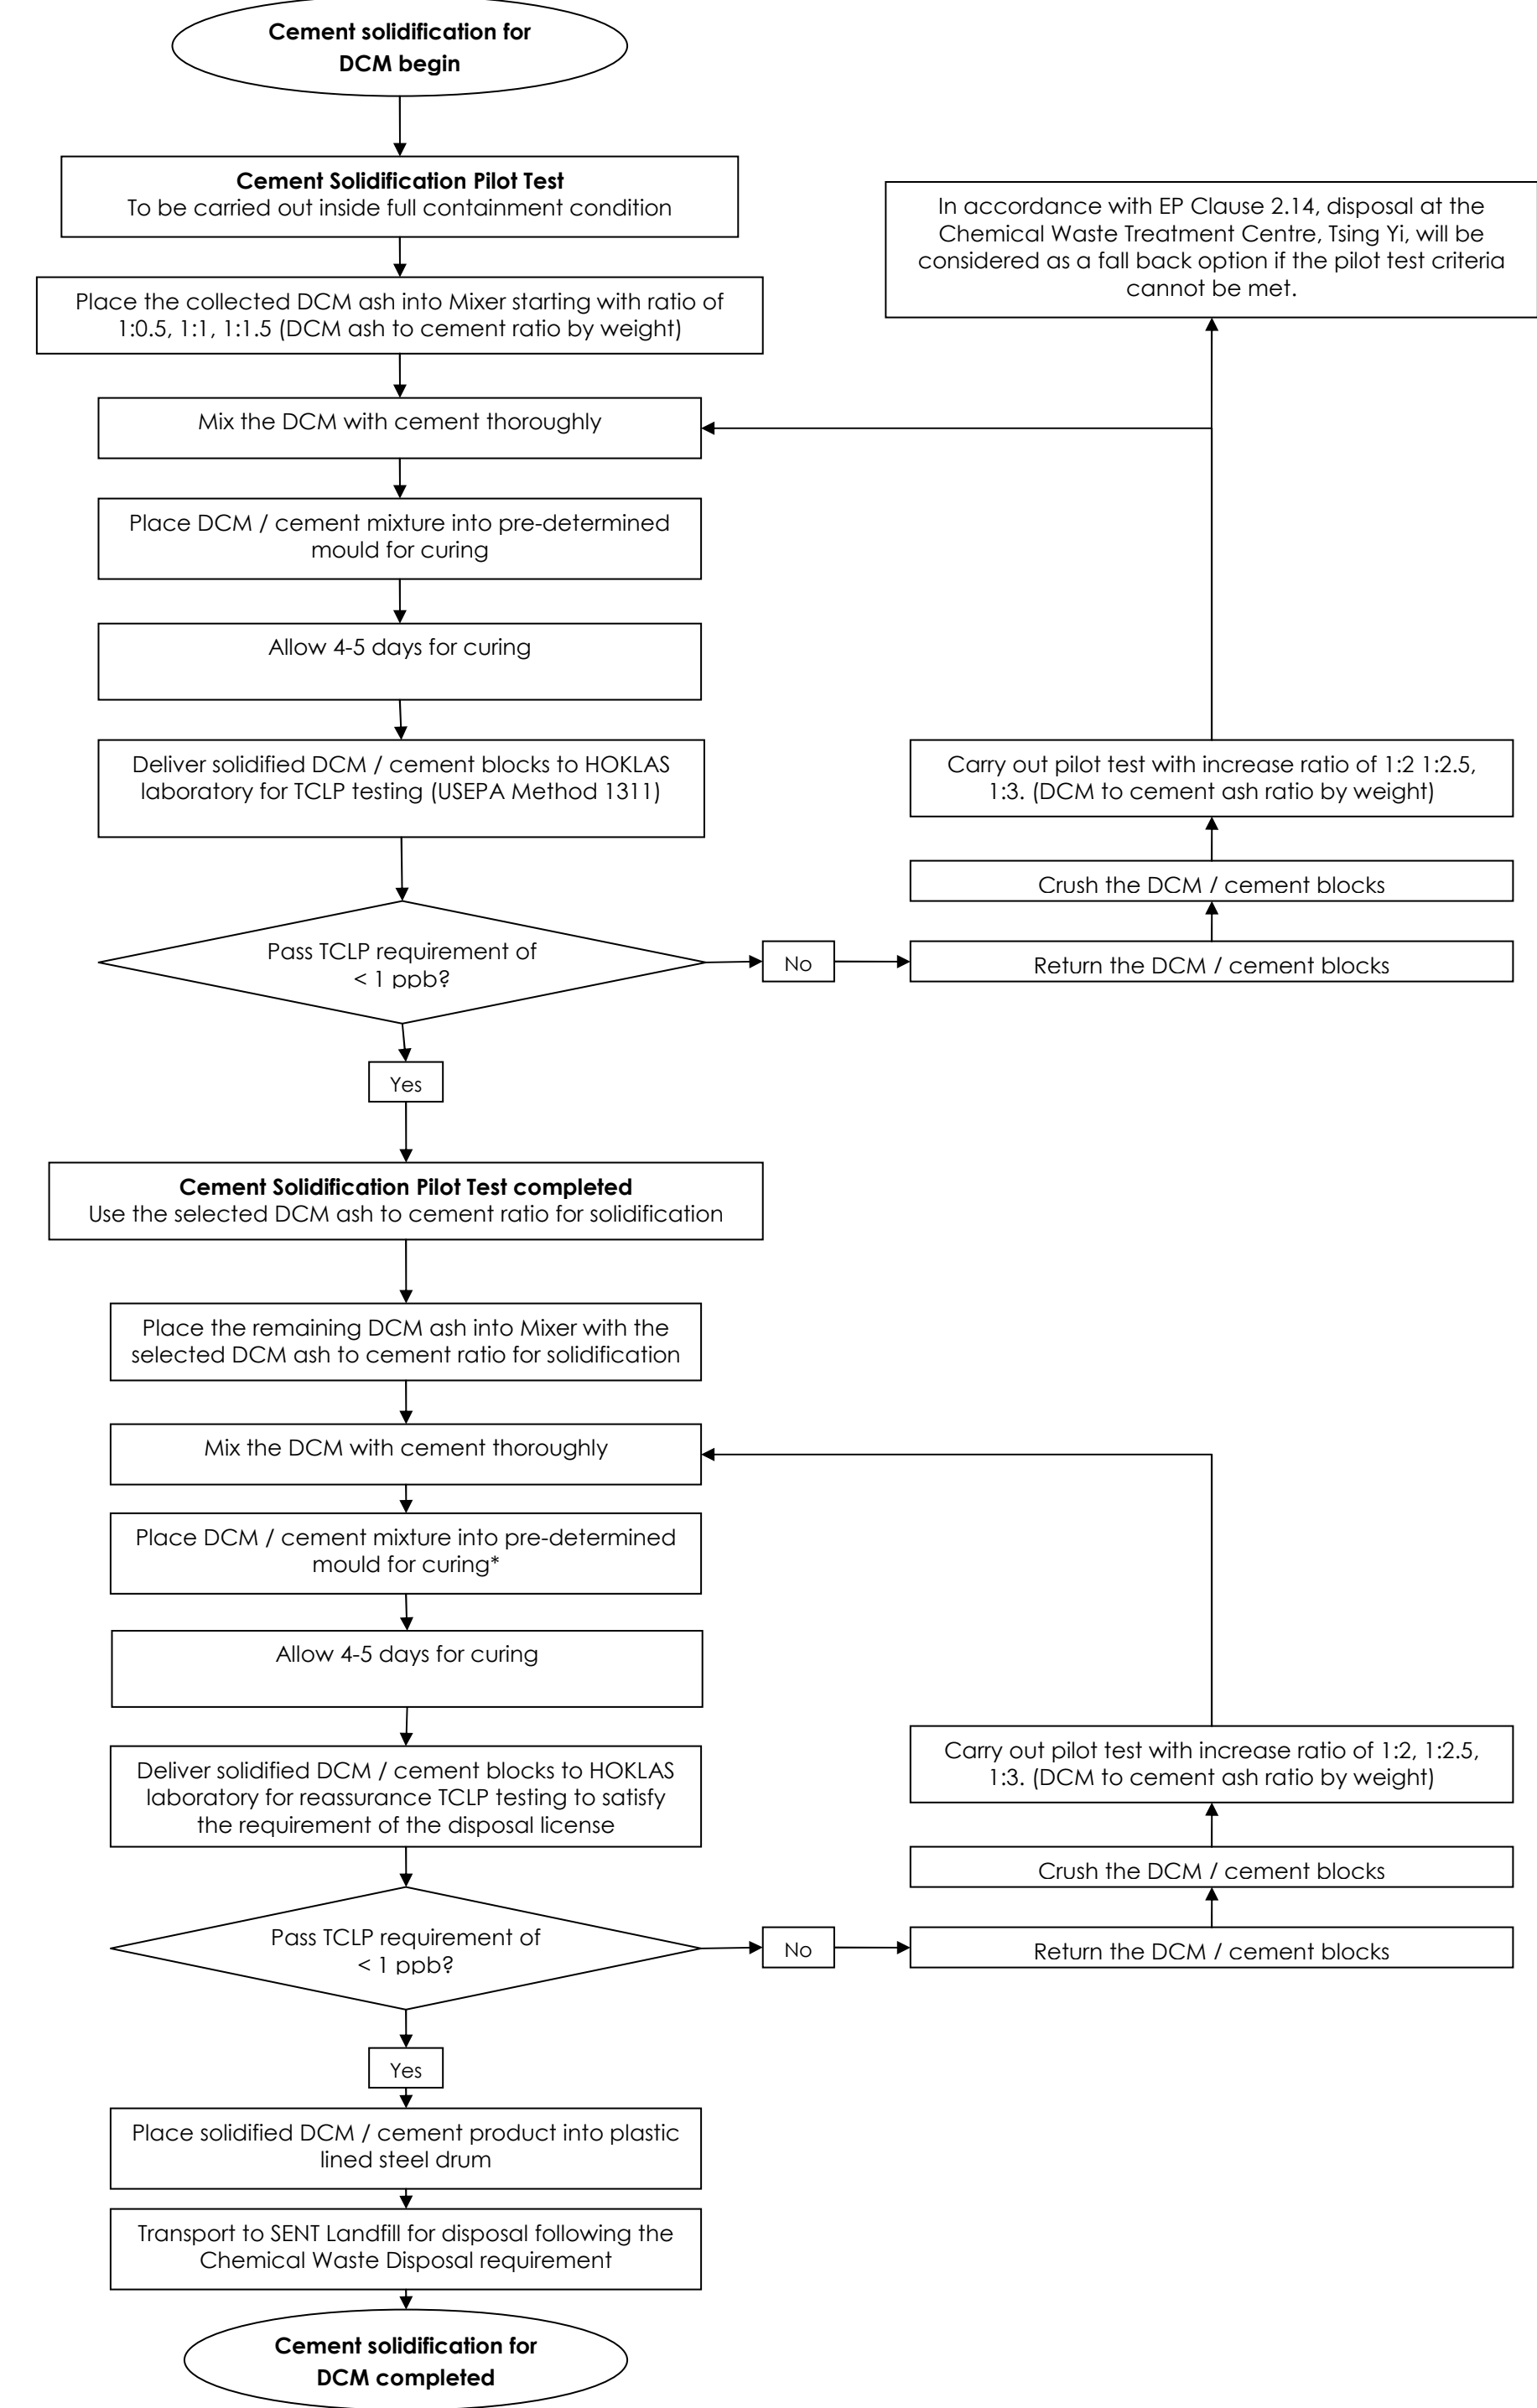 Cement solidification for
DCM begin
Cement Solidification Pilot Test
To be carried out inside full containment condition
In accordance with EP Clause 2.14, disposal at the
Chemical Waste Treatment Centre, Tsing Yi, will be
considered as a fall back option if the pilot test criteria
cannot be met.
Place the collected DCM ash into Mixer starting with ratio of
1:0.5, 1:1, 1:1.5 (DCM ash to cement ratio by weight)
Mix the DCM with cement thoroughly
Place DCM / cement mixture into pre-determined
mould for curing
Allow 4-5 days for curing
Deliver solidified DCM / cement blocks to HOKLAS
laboratory for TCLP testing (USEPA Method 1311)
Carry out pilot test with increase ratio of 1:2 1:2.5,
1:3. (DCM to cement ash ratio by weight)
Crush the DCM / cement blocks
Pass TCLP requirement of
< 1 ppb?
No
Return the DCM / cement blocks
Yes
Cement Solidification Pilot Test completed
Use the selected DCM ash to cement ratio for solidification
Place the remaining DCM ash into Mixer with the
selected DCM ash to cement ratio for solidification
Mix the DCM with cement thoroughly
Place DCM / cement mixture into pre-determined
mould for curing*
Allow 4-5 days for curing
Deliver solidified DCM / cement blocks to HOKLAS
laboratory for reassurance TCLP testing to satisfy
the requirement of the disposal license
Carry out pilot test with increase ratio of 1:2, 1:2.5,
1:3. (DCM to cement ash ratio by weight)
Crush the DCM / cement blocks
Pass TCLP requirement of
< 1 ppb?
No
Return the DCM / cement blocks
Yes
Place solidified DCM / cement product into plastic
lined steel drum
Transport to SENT Landfill for disposal following the
Chemical Waste Disposal requirement
Cement solidification for
DCM completed